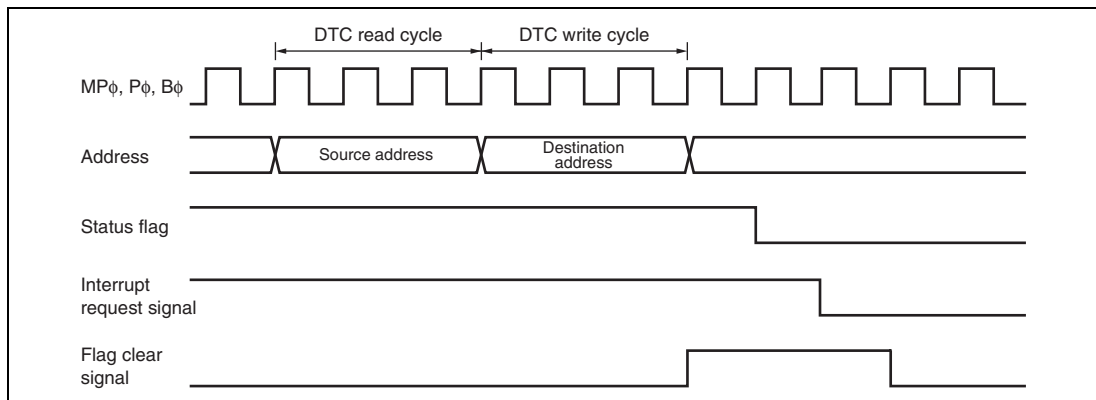 DTC read cycle
DTC write cycle
MPϕ, Pϕ, Bϕ
Address
Source address
Destination
address
Status flag
Interrupt
request signal
Flag clear
signal